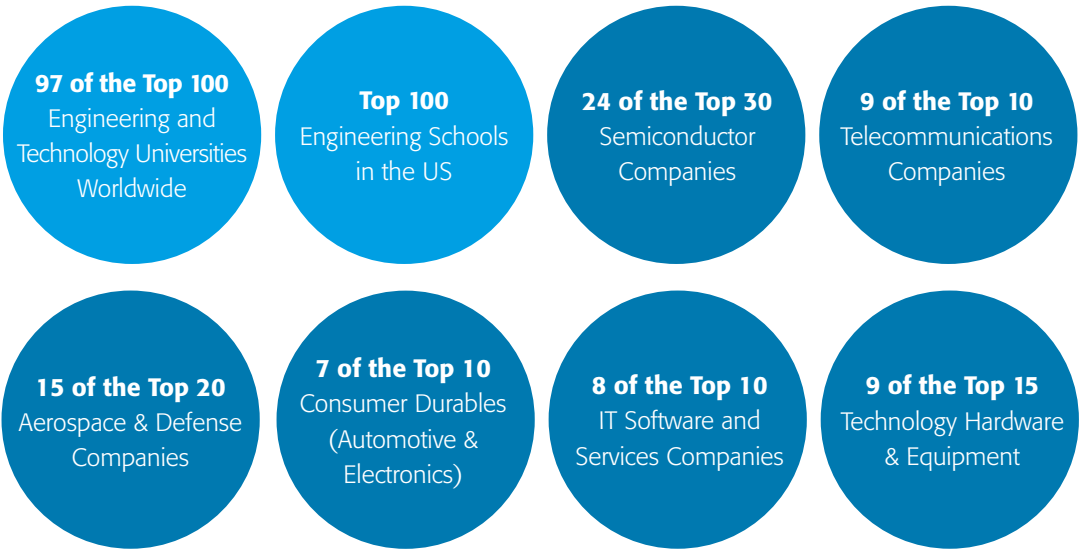 97 of the Top 100
Engineering and
Technology Universities
Worldwide
Top 100
Engineering Schools
in the US
24 of the Top 30
Semiconductor
Companies
9 of the Top 10
Telecommunications
Companies
15 of the Top 20
Aerospace & Defense
Companies
7 of the Top 10
Consumer Durables
(Automotive &
Electronics)
8 of the Top 10
IT Software and
Services Companies
9 of the Top 15
Technology Hardware
& Equipment